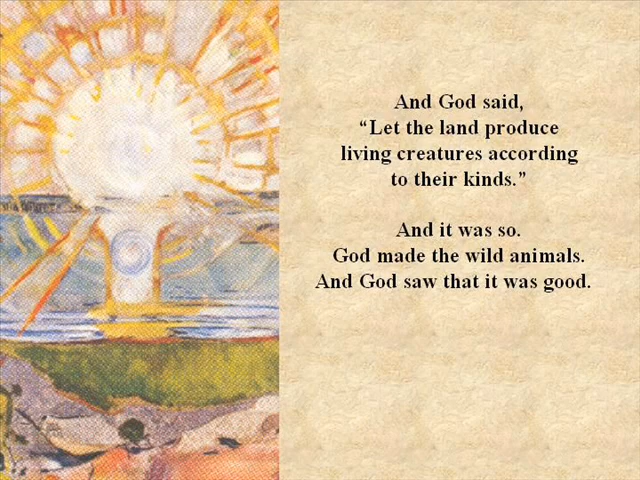 And God said,
“Let the land produce
living creatures according
to their kinds.”
And it was so.
God made the wild animals.
And God saw that it was good.